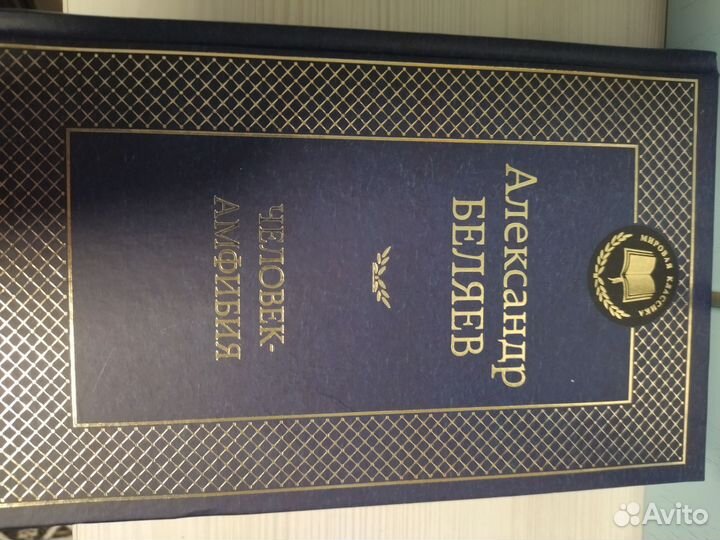 МИРОВАЯ КЛАССИКА
Александр
БЕЛЯЕВ
ЧЕЛОВЕК-
АМФИБИЯ
Avito